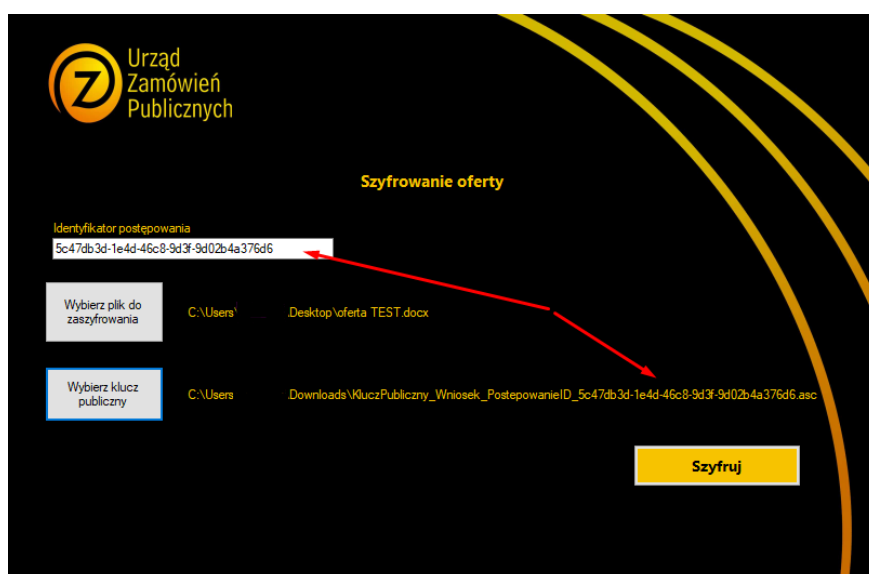 Urząd
Zamówień
Publicznych
Szyfrowanie oferty
Identyfikator postępowania
5c47db3d-1e4d-46c8-9d3f-9d02b4a376d6
Wybierz plik do
zaszyfrowania
C:\Users\ .Desktop\oferta TEST.docx
Wybierz klucz
publiczny
C:\Users .Downloads\KluczPubliczny_Wniosek_PostepowanieID_5c47db3d-1e4d-46c8-9d3f-9d02b4a376d6.asc
Szyfruj